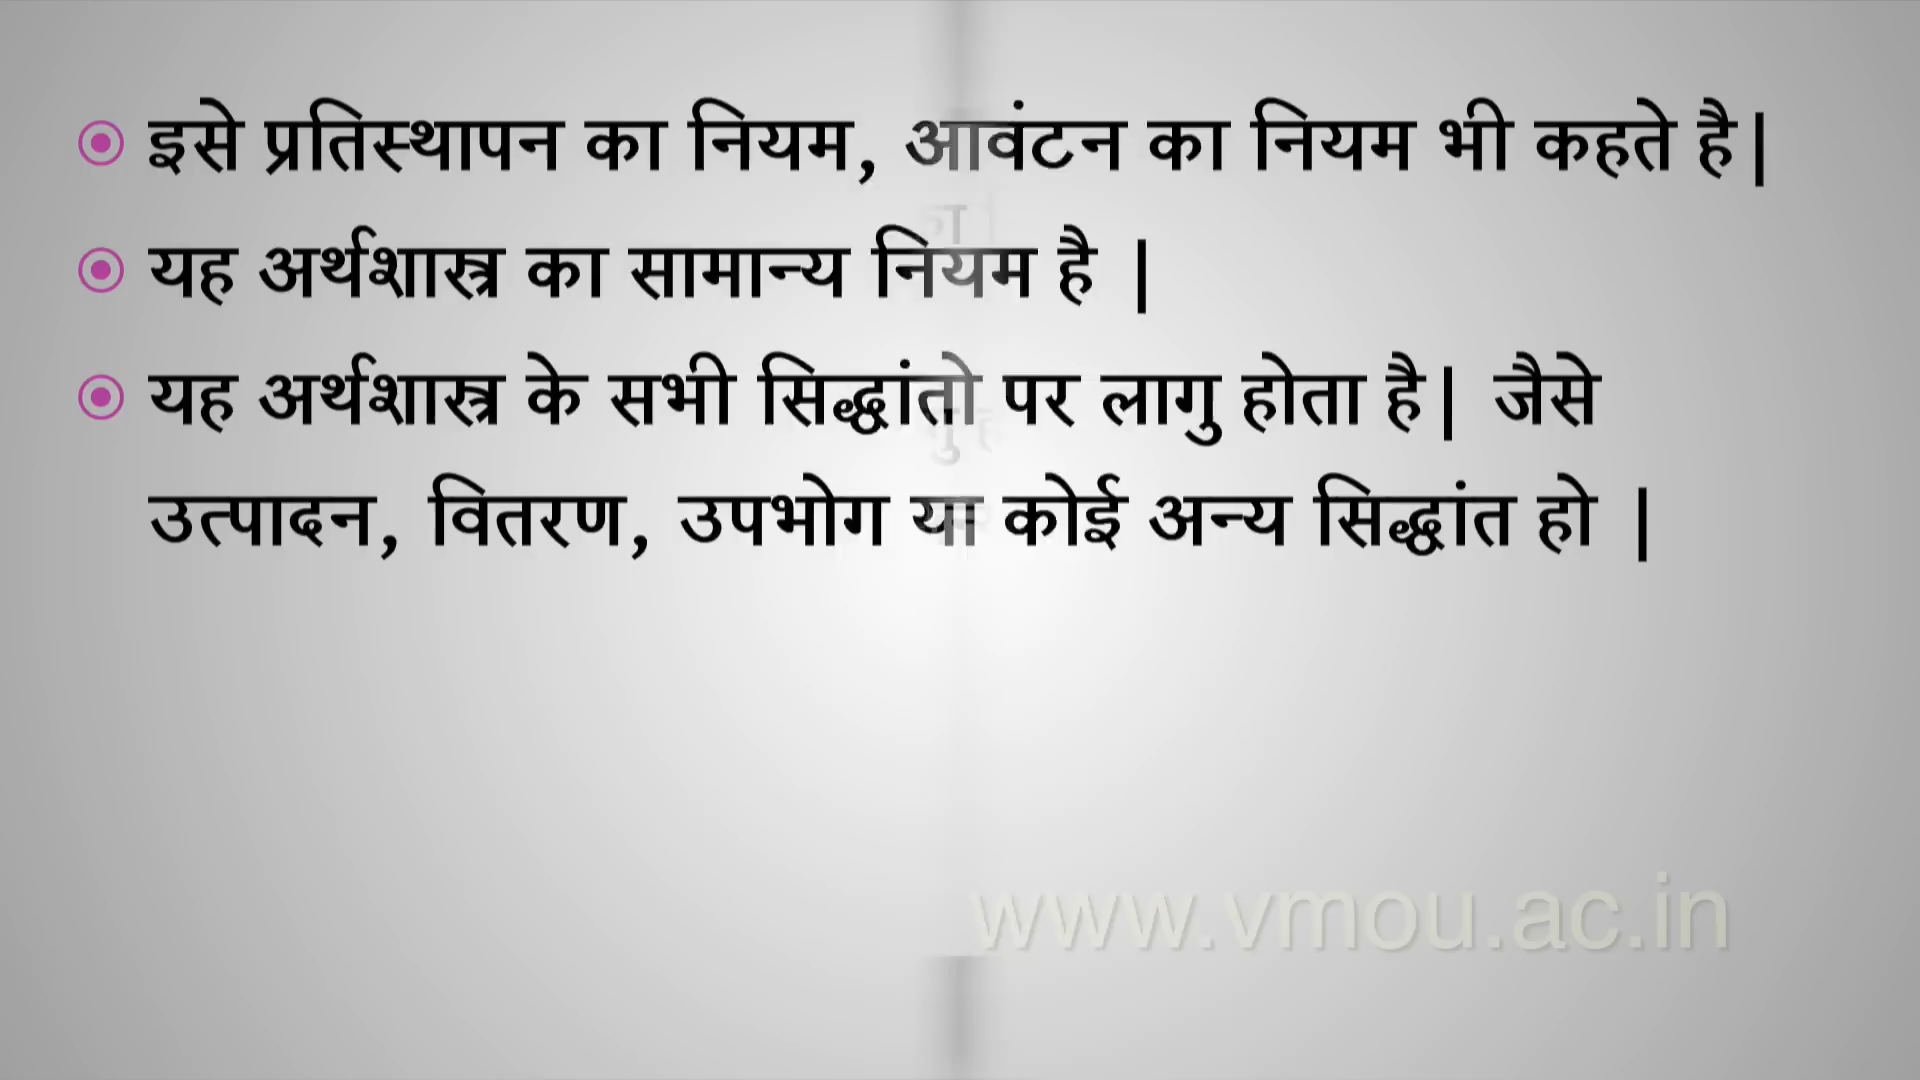 इसे प्रतिस्थापन का नियम, आवंटन का नियम भी कहते है|
यह अर्थशास्त्र का सामान्य नियम है |
यह अर्थशास्त्र के सभी सिद्धांतो पर लागु होता है| जैसे
उत्पादन, वितरण, उपभोग या कोई अन्य सिद्धांत हो |
www.vmou.ac.in